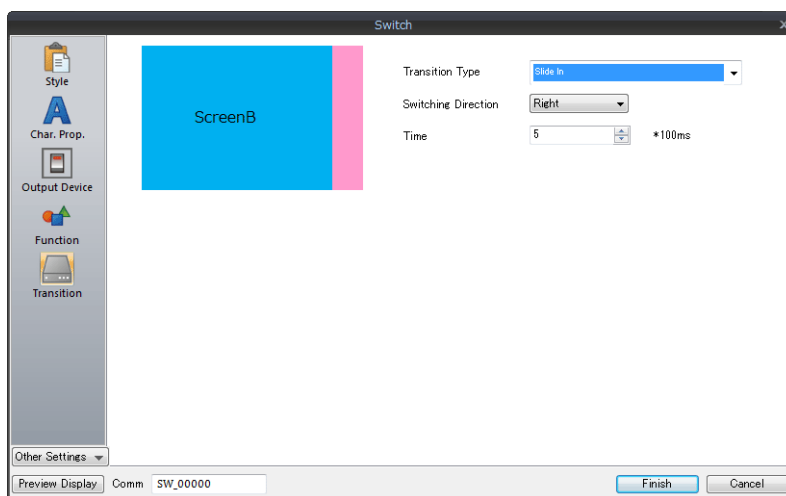 Switch
Style
Char. Prop.
Output Device
Function
Transition
ScreenB
Transition Type Slide In
Switching Direction Right
Time 5 *100ms
Other Settings
Preview Display Comm SW_00000 Finish Cancel